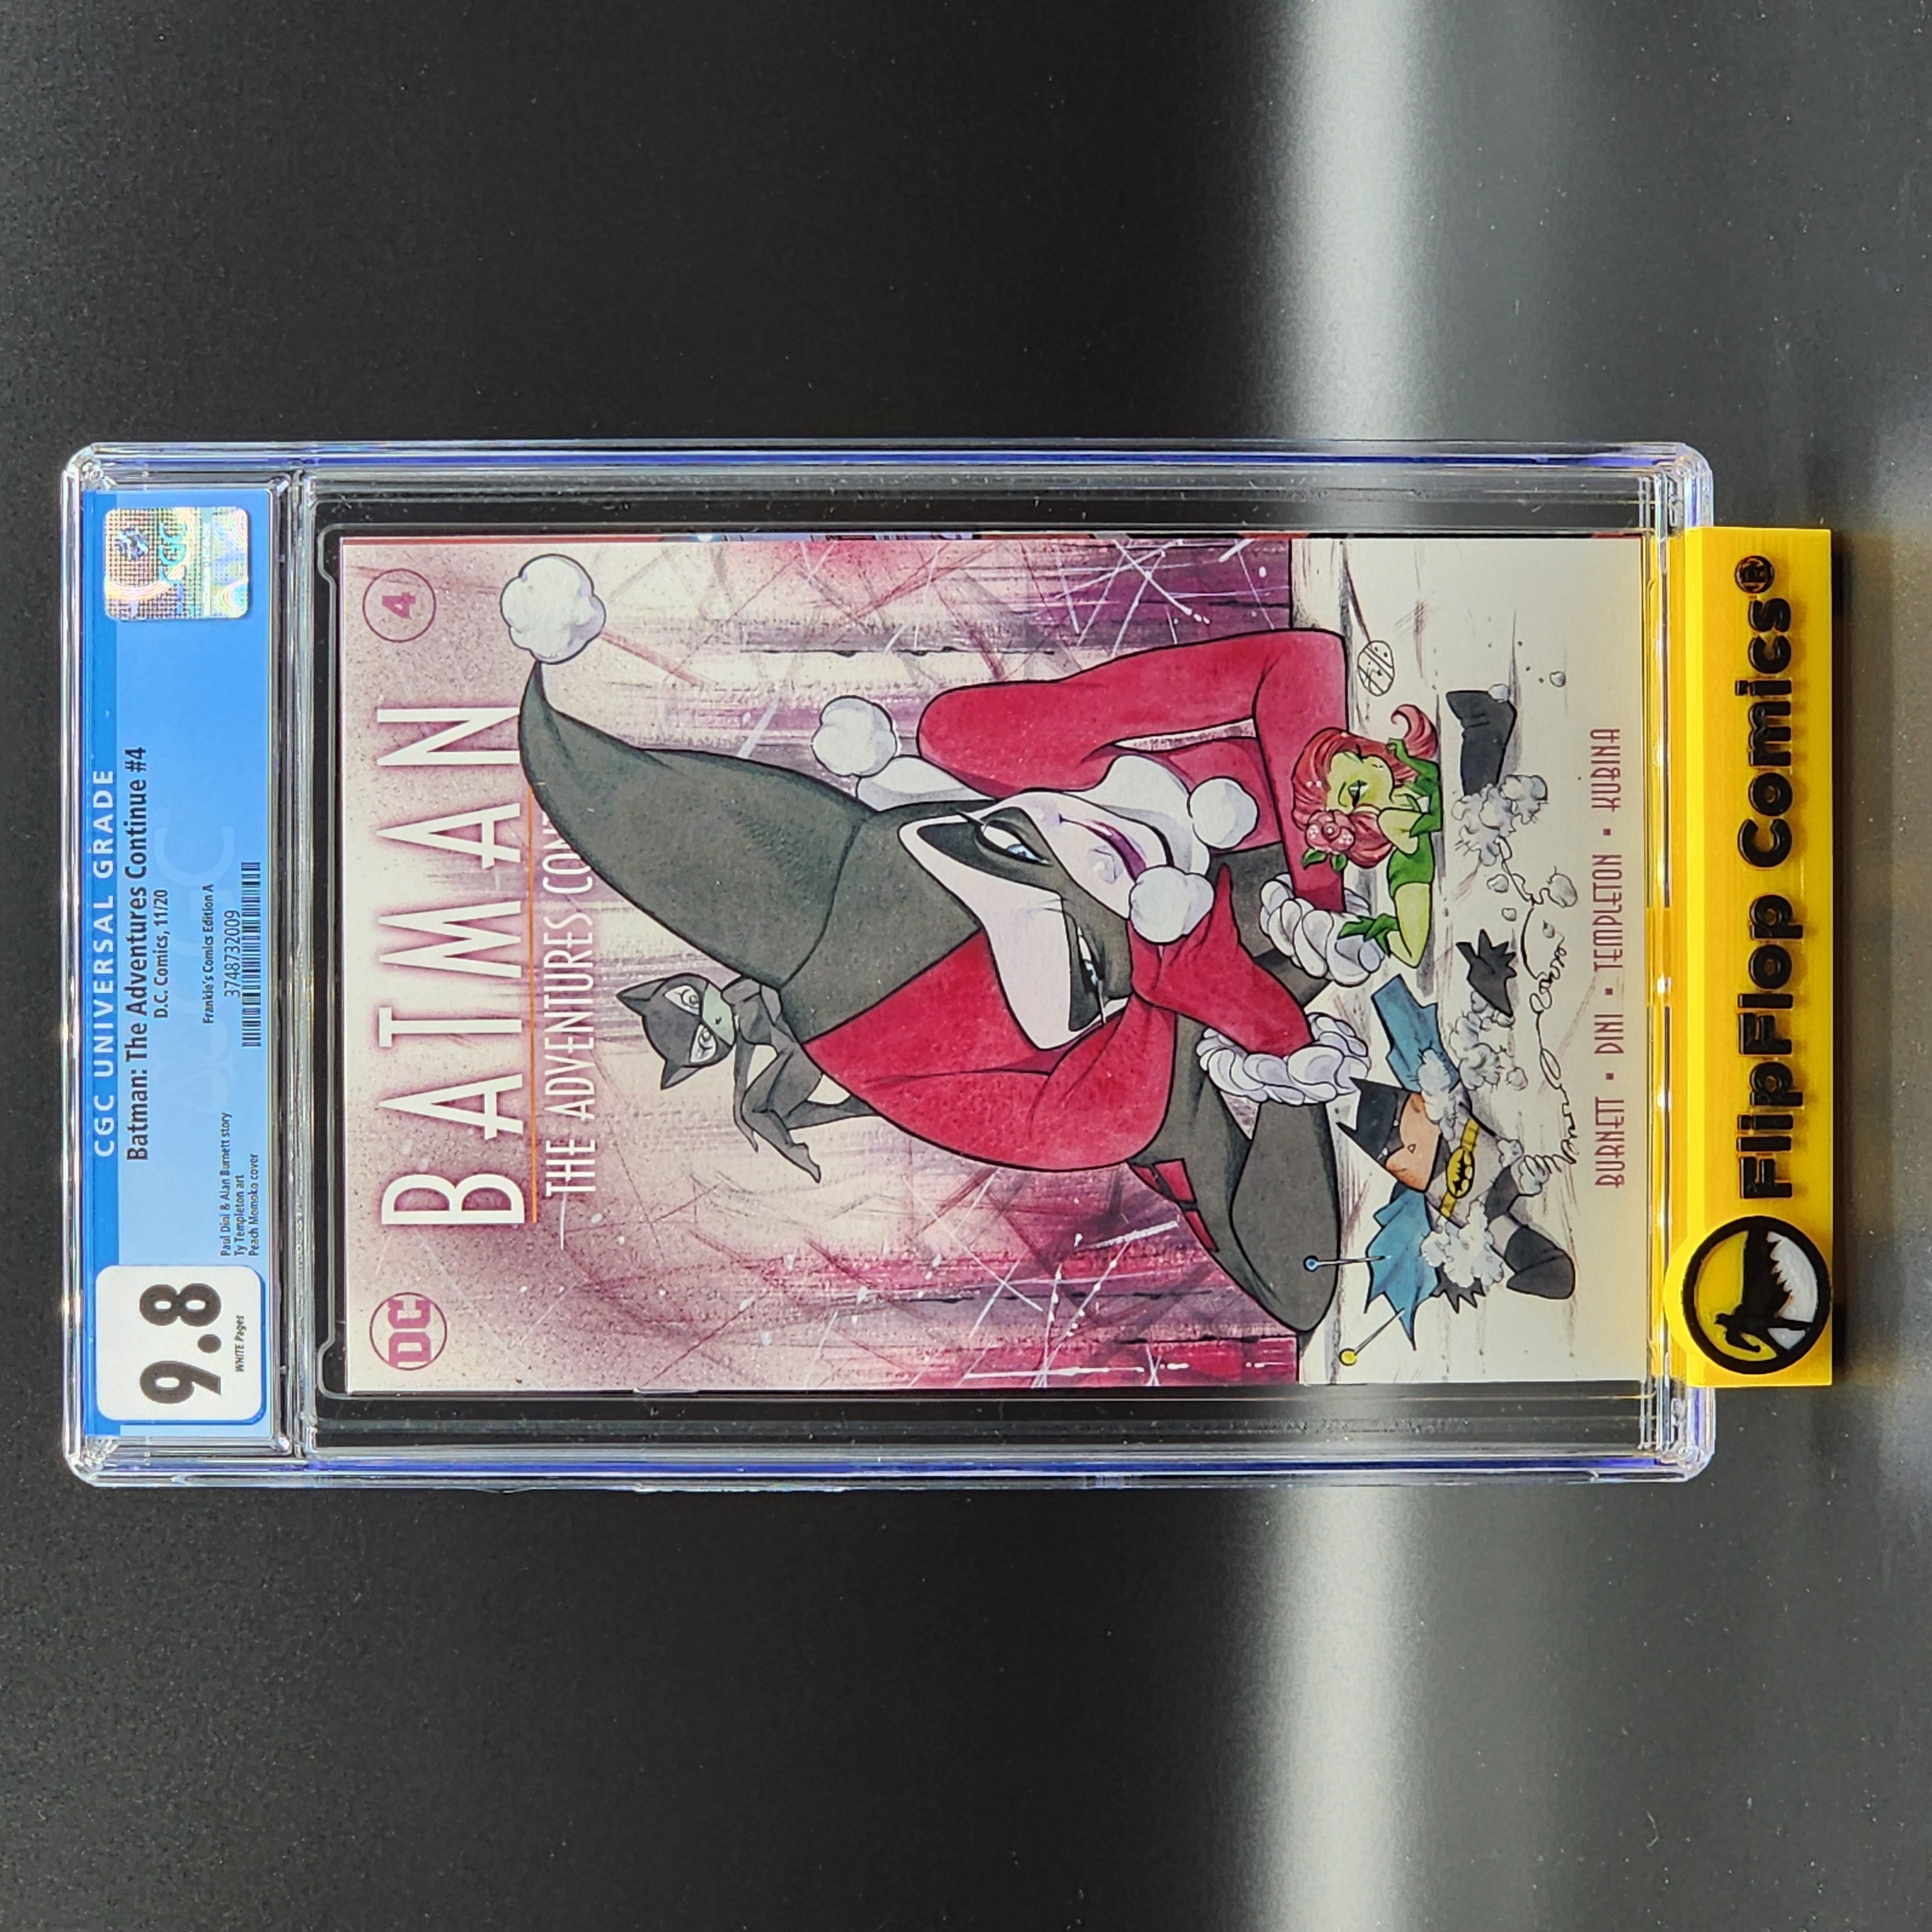 CGC UNIVERSAL GRADE
9.8
WHITE Pages
Batman: The Adventures Continue #4
D.C. Comics, 11/20
Frankie's Comics Edition A
3748732009
Paul Dini & Alan Burnett story
Ty Templeton art
Peach Momoko cover
CGC
DC
BATMAN
4
THE ADVENTURES CON
BURNETT ▪ DINI ▪ TEMPLETON ▪ KUBINA
FlipFlop Comics®